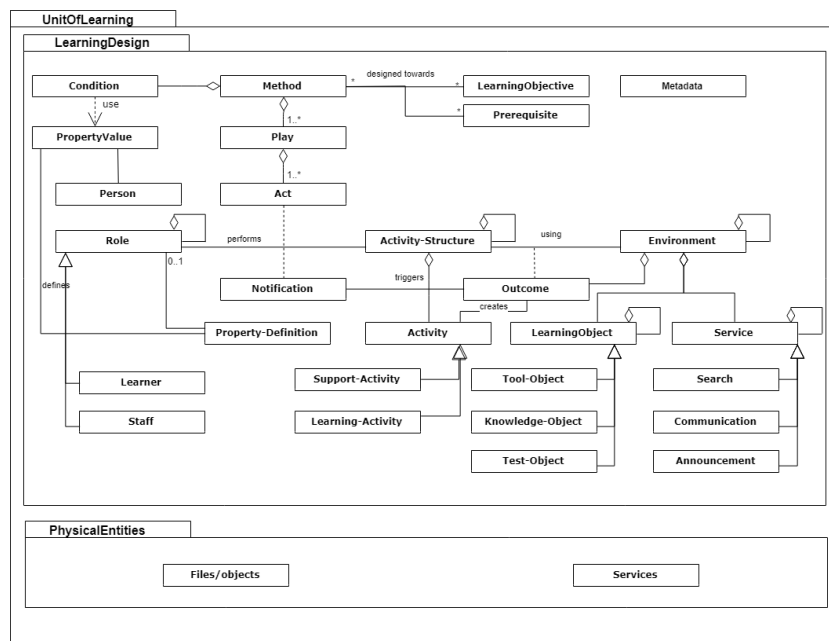 UnitOfLearning
LearningDesign
Condition
Method
designed towards
*
*
LearningObjective
Metadata
use
*
Prerequisite
1..*
PropertyValue
Play
1..*
Person
Act
Role
performs
Activity-Structure
using
Environment
0..1
defines
triggers
Notification
Outcome
creates
Property-Definition
Activity
LearningObject
Service
Learner
Support-Activity
Tool-Object
Search
Staff
Learning-Activity
Knowledge-Object
Communication
Test-Object
Announcement
PhysicalEntities
Files/objects
Services